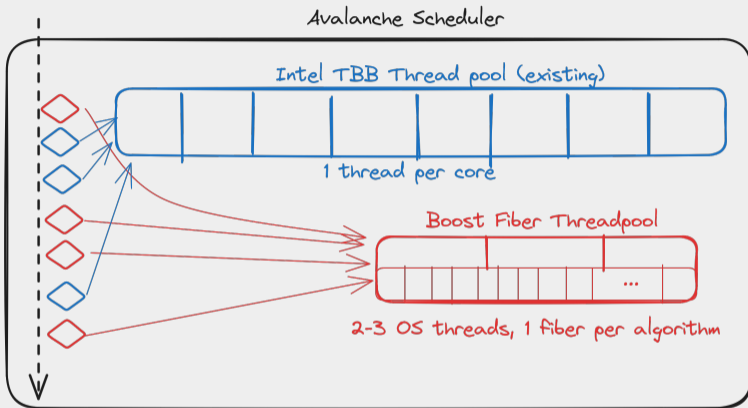 Avalanche Scheduler
Intel TBB Thread pool (existing)
1 thread per core
Boost Fiber Threadpool
...
2-3 OS threads, 1 fiber per algorithm